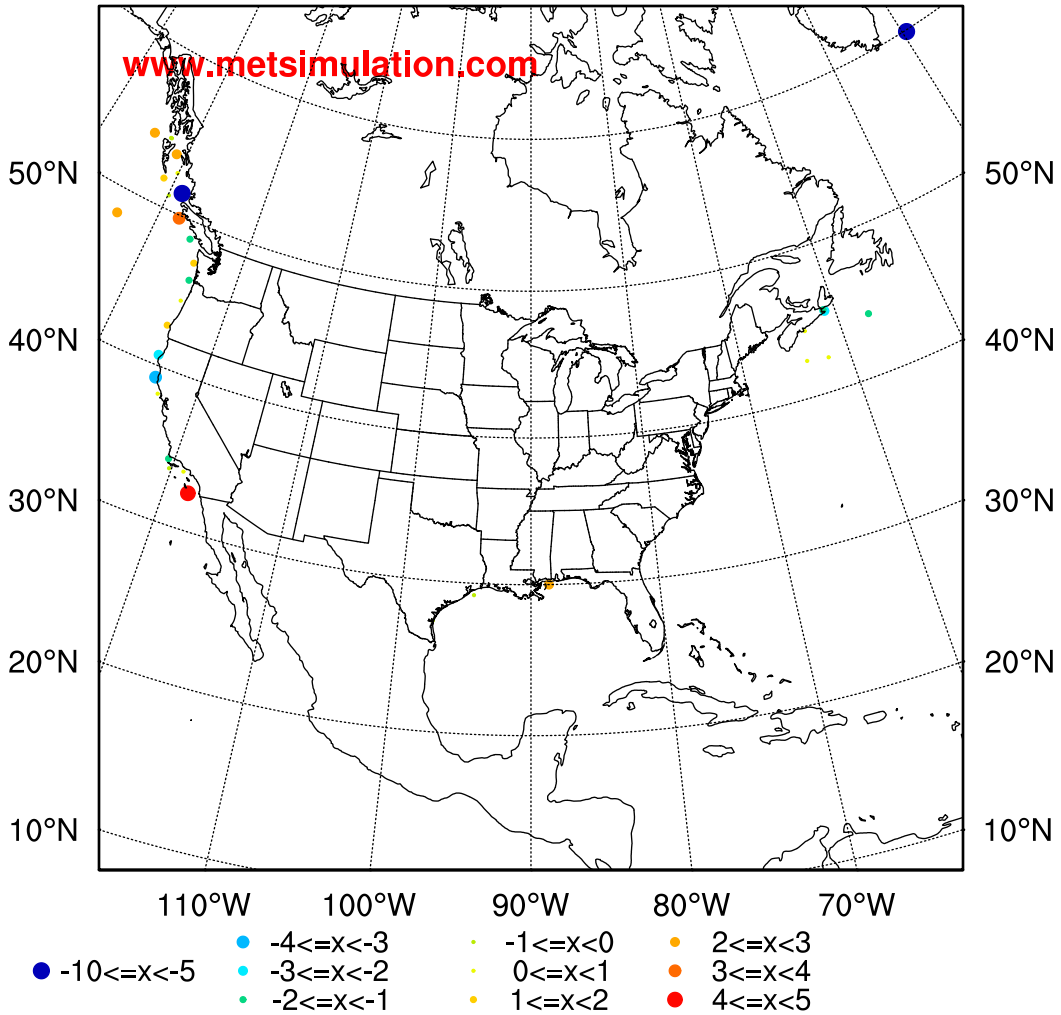 www.metsimulation.com
50°N 50°N
40°N 40°N
30°N 30°N
20°N 20°N
10°N 10°N
110°W 100°W 90°W 80°W 70°W
-4<=x<-3 -1<=x<0 2<=x<3
-10<=x<-5 -3<=x<-2 0<=x<1 3<=x<4
-2<=x<-1 1<=x<2 4<=x<5